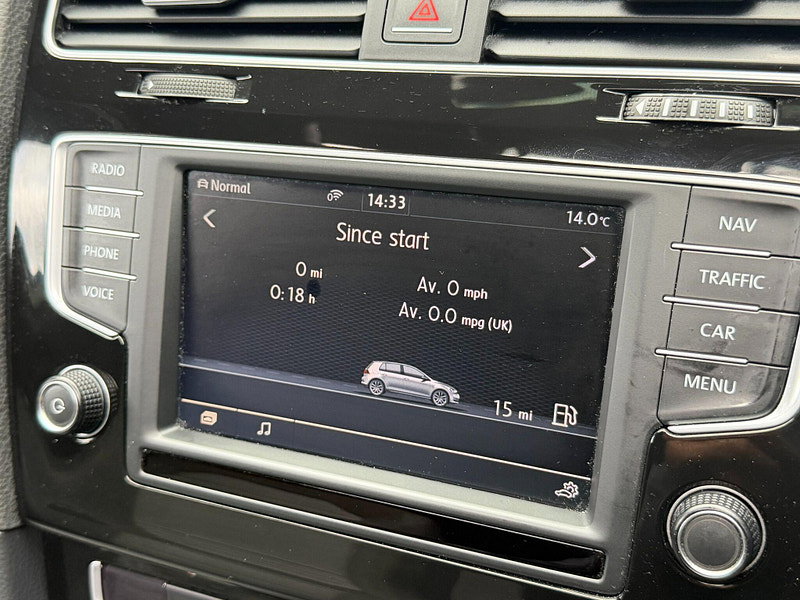 RADIO
MEDIA
PHONE
VOICE
Normal
0
14:33
14.0°C
Since start
0 mi
0:18 h
Av. 0 mph
Av. 0.0 mpg (UK)
15 mi
NAV
TRAFFIC
CAR
MENU